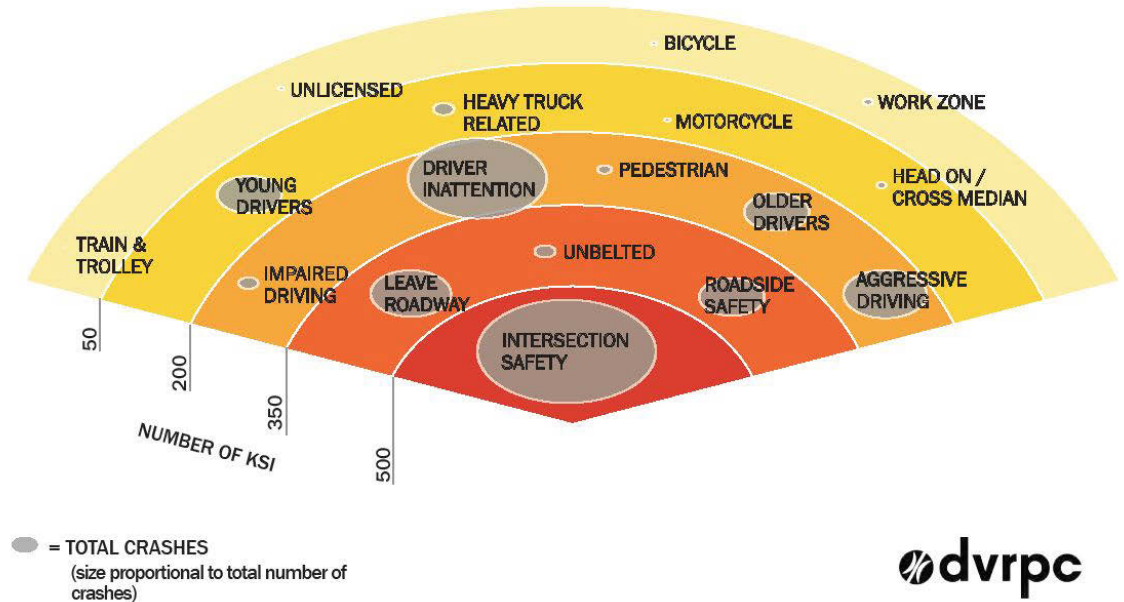 BICYCLE
UNLICENSED
WORK ZONE
HEAVY TRUCK
RELATED
MOTORCYCLE
DRIVER
INATTENTION
PEDESTRIAN
HEAD ON /
CROSS MEDIAN
YOUNG
DRIVERS
OLDER
DRIVERS
TRAIN &
TROLLEY
UNBELTED
IMPAIRED
DRIVING
LEAVE
ROADWAY
ROADSIDE
SAFETY
AGGRESSIVE
DRIVING
INTERSECTION
SAFETY
50
200
350
500
NUMBER OF KSI
= TOTAL CRASHES
(size proportional to total number of
crashes)
dvrpc